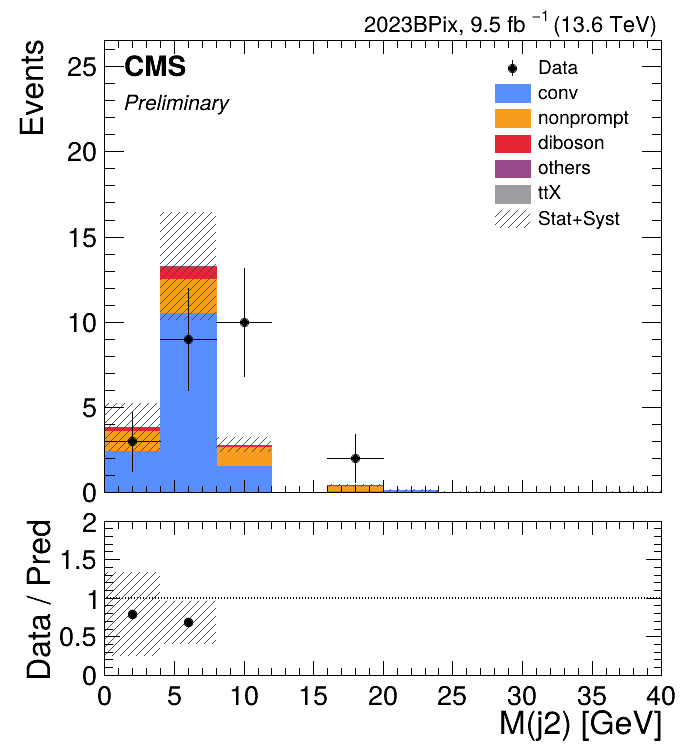 2023BPix, 9.5 fb⁻¹ (13.6 TeV)
Events
CMS
Preliminary
Data
conv
nonprompt
diboson
others
ttX
Stat+Syst
25
20
15
10
5
0
Data / Pred
2
1.5
1
0.5
0
0 5 10 15 20 25 30 35 40
M(j2) [GeV]